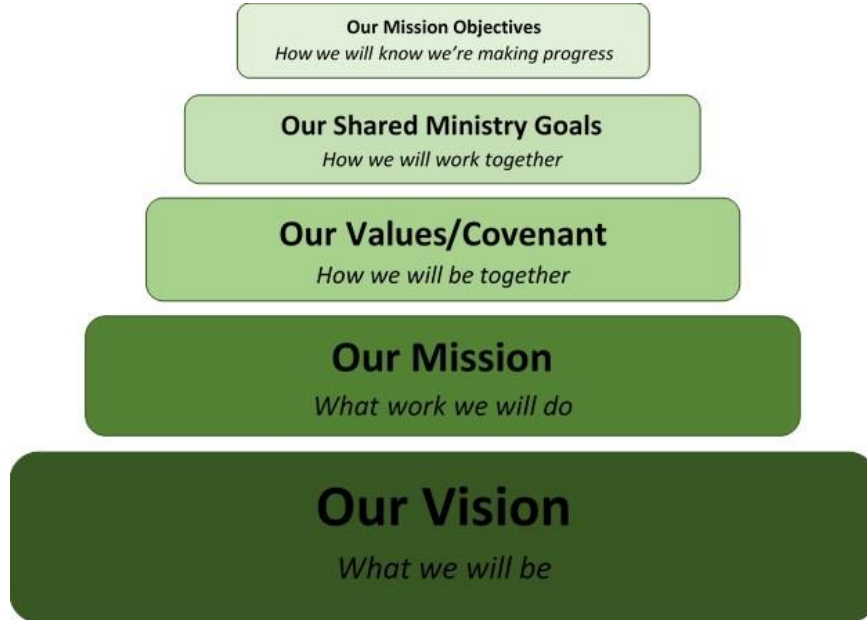 Our Mission Objectives
How we will know we’re making progress
Our Shared Ministry Goals
How we will work together
Our Values/Covenant
How we will be together
Our Mission
What work we will do
Our Vision
What we will be